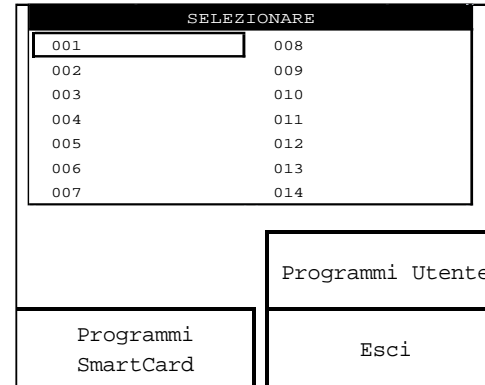 SELEZIONARE
001 008
002 009
003 010
004 011
005 012
006 013
007 014
Programmi Utente
Programmi
SmartCard
Esci